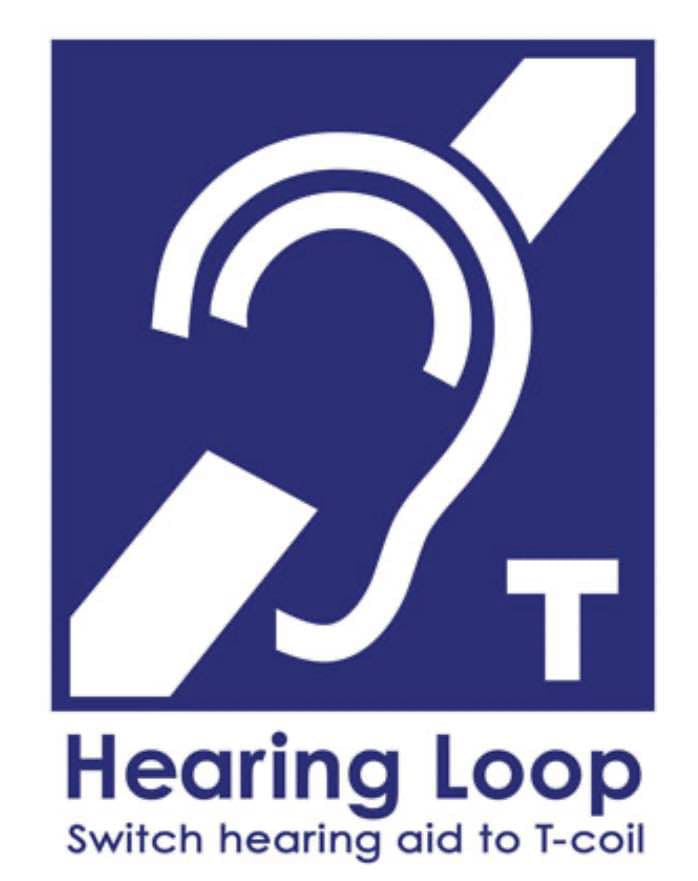 T
Hearing Loop
Switch hearing aid to T-coil